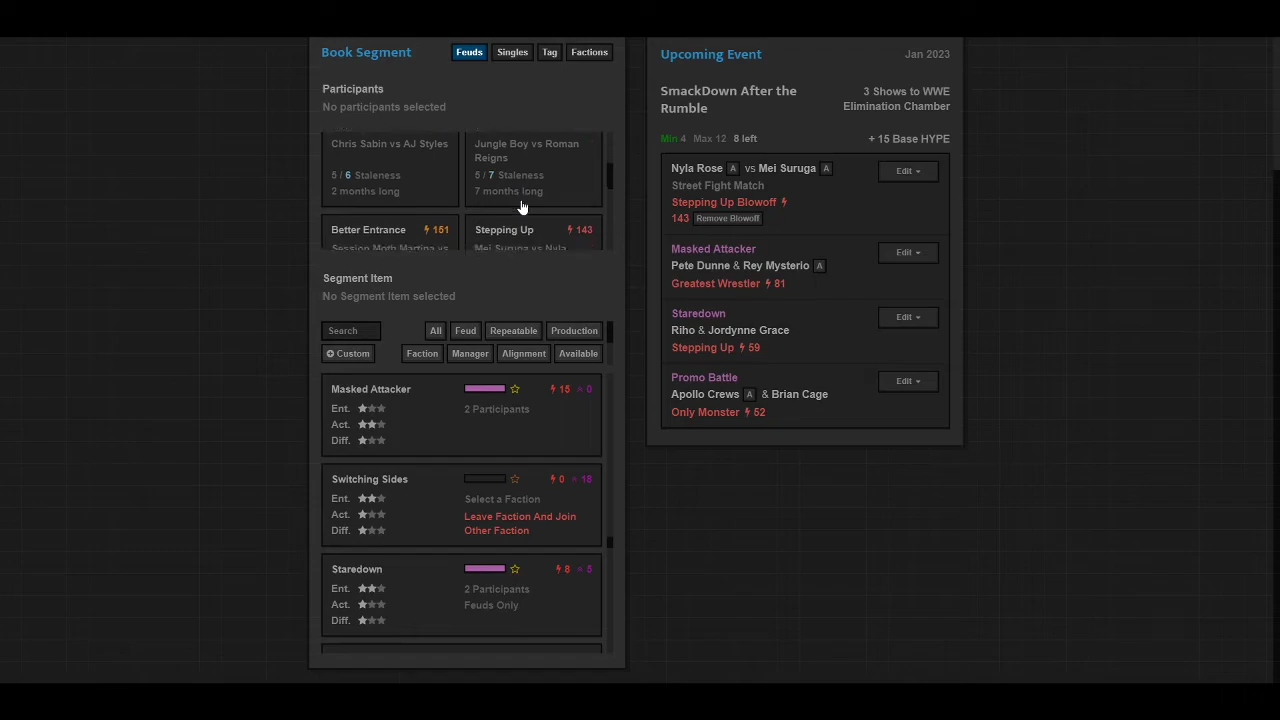 Book Segment
Feuds
Singles
Tag
Factions
Participants
No participants selected
Chris Sabin vs AJ Styles
5 / 6 Staleness
2 months long
Jungle Boy vs Roman
Reigns
5 / 7 Staleness
7 months long
Better Entrance 151
Session Moth Martina vs
Stepping Up 143
Mei Suruga vs Nyla
Segment Item
No Segment Item selected
Search
All
Feud
Repeatable
Production
Custom
Faction
Manager
Alignment
Available
Masked Attacker 15 0
Ent.
Act.
Diff.
2 Participants
Switching Sides 0 18
Ent.
Act.
Diff.
Select a Faction
Leave Faction And Join
Other Faction
Staredown 8 5
Ent.
Act.
Diff.
2 Participants
Feuds Only
Upcoming Event Jan 2023
SmackDown After the
Rumble
3 Shows to WWE
Elimination Chamber
Min 4 Max 12 8 left + 15 Base HYPE
Nyla Rose A vs Mei Suruga A
Street Fight Match
Stepping Up Blowoff
143 Remove Blowoff
Edit
Masked Attacker
Pete Dunne & Rey Mysterio A
Greatest Wrestler 81
Edit
Staredown
Riho & Jordynne Grace
Stepping Up 59
Edit
Promo Battle
Apollo Crews A & Brian Cage
Only Monster 52
Edit